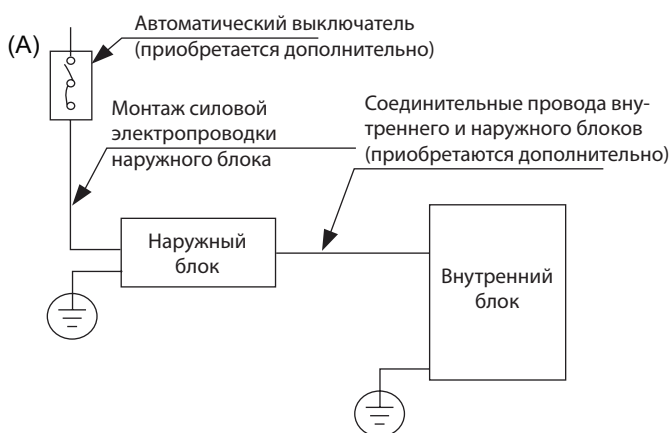 (A)
Автоматический выключатель
(приобретается дополнительно)
Монтаж силовой
электропроводки
наружного блока
Соединительные провода вну-
треннего и наружного блоков
(приобретаются дополнительно)
Наружный
блок
Внутренний
блок